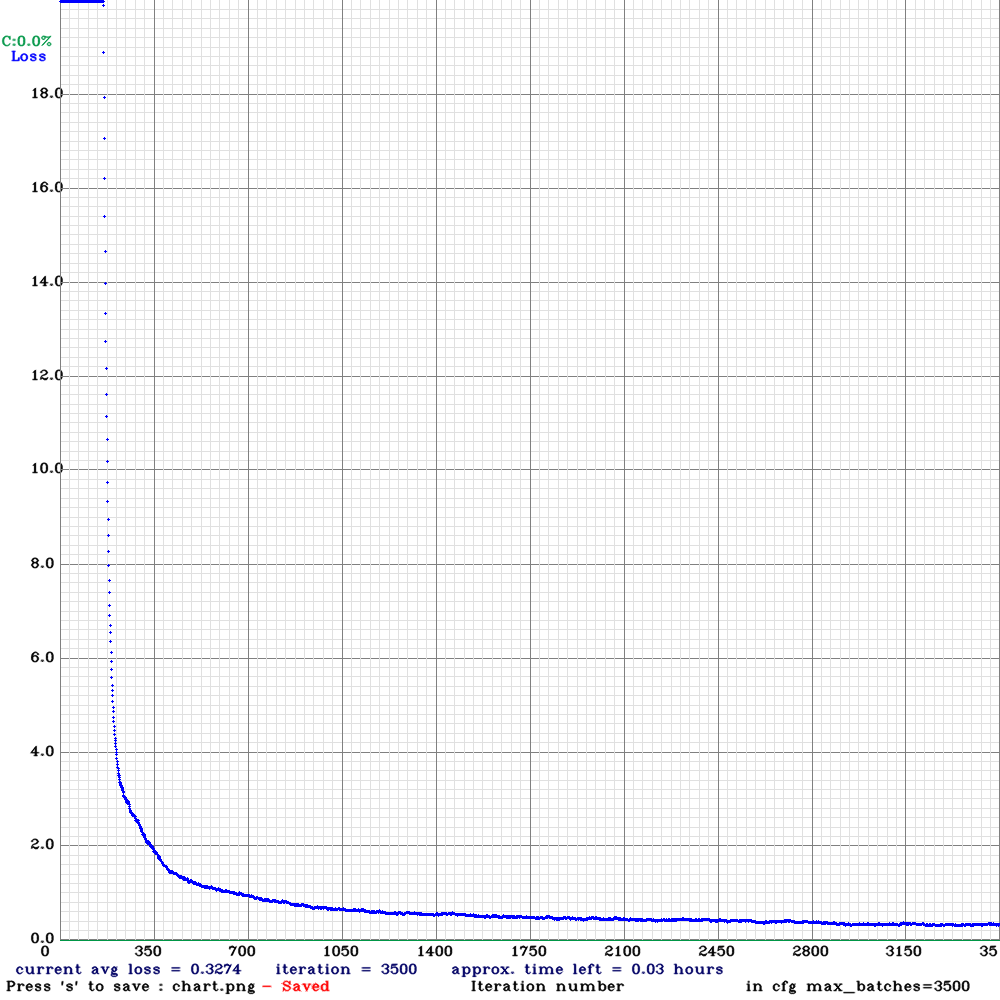 C:0.0%
Loss
18.0
16.0
14.0
12.0
10.0
8.0
6.0
4.0
2.0
0.0
0 350 700 1050 1400 1750 2100 2450 2800 3150 35
current avg loss = 0.3274 iteration = 3500 approx. time left = 0.03 hours
Press 's' to save : chart.png - Saved Iteration number in cfg max_batches=3500